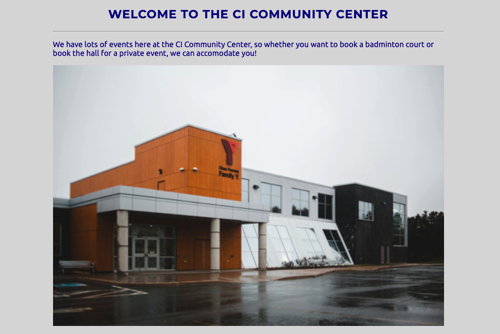 WELCOME TO THE CI COMMUNITY CENTER
We have lots of events here at the CI Community Center, so whether you want to book a badminton court or
book the hall for a private event, we can accomodate you!
Family Y